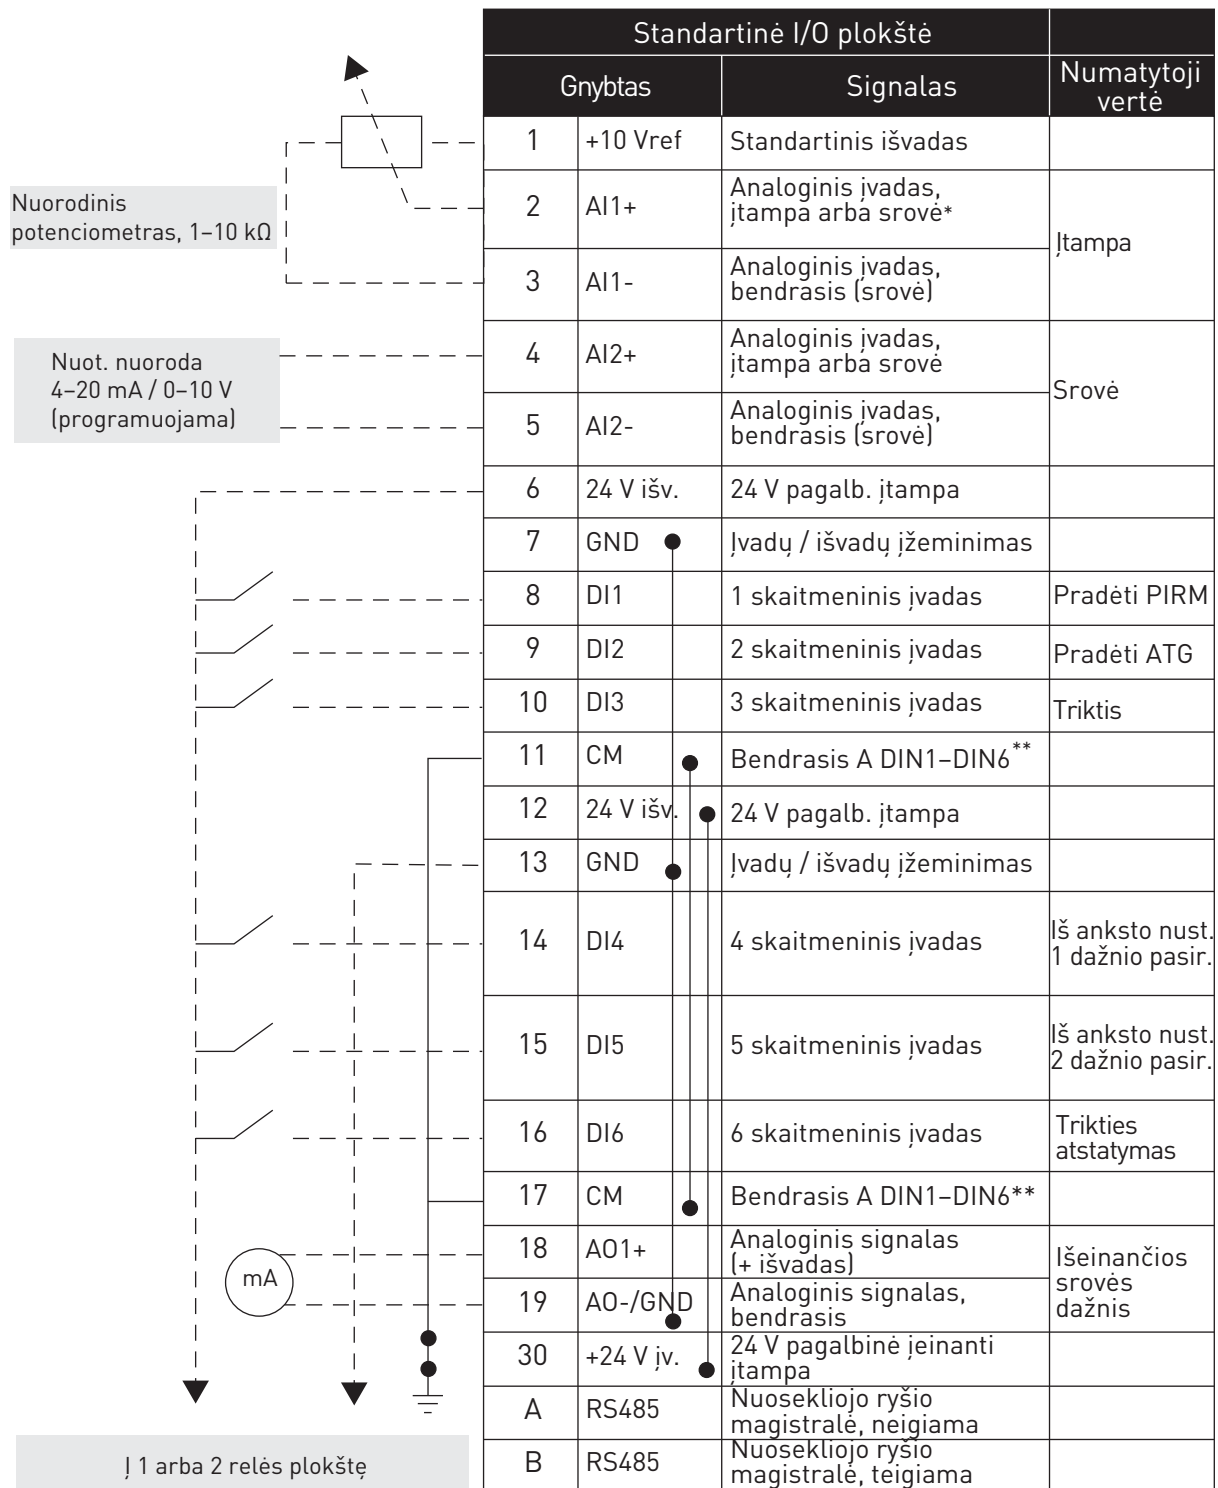 Standartinė I/O plokštė
Gnybtas Signalas Numatytoji
vertė
1 +10 Vref Standartinis išvadas
Nuorodinis
potenciometras, 1–10 kΩ
2 AI1+ Analoginis įvadas,
įtampa arba srovė*
Įtampa
3 AI1- Analoginis įvadas,
bendrasis (srovė)
Nuot. nuoroda
4–20 mA / 0–10 V
(programuojama)
4 AI2+ Analoginis įvadas,
įtampa arba srovė
Srovė
5 AI2- Analoginis įvadas,
bendrasis (srovė)
6 24 V išv. 24 V pagalb. įtampa
7 GND Įvadų / išvadų įžeminimas
8 DI1 1 skaitmeninis įvadas Pradėti PIRM
9 DI2 2 skaitmeninis įvadas Pradėti ATG
10 DI3 3 skaitmeninis įvadas Triktis
11 CM Bendrasis A DIN1–DIN6**
12 24 V išv. 24 V pagalb. įtampa
13 GND Įvadų / išvadų įžeminimas
14 DI4 4 skaitmeninis įvadas Iš anksto nust.
1 dažnio pasir.
15 DI5 5 skaitmeninis įvadas Iš anksto nust.
2 dažnio pasir.
16 DI6 6 skaitmeninis įvadas Trikties
atstatymas
17 CM Bendrasis A DIN1–DIN6**
mA
18 AO1+ Analoginis signalas
(+ išvadas)
Išeinančios
srovės
dažnis
19 AO-/GND Analoginis signalas,
bendrasis
30 +24 V įv. 24 V pagalbinė įeinanti
įtampa
A RS485 Nuosekliojo ryšio
magistralė, neigiama
B RS485 Nuosekliojo ryšio
magistralė, teigiama
Į 1 arba 2 relės plokštę